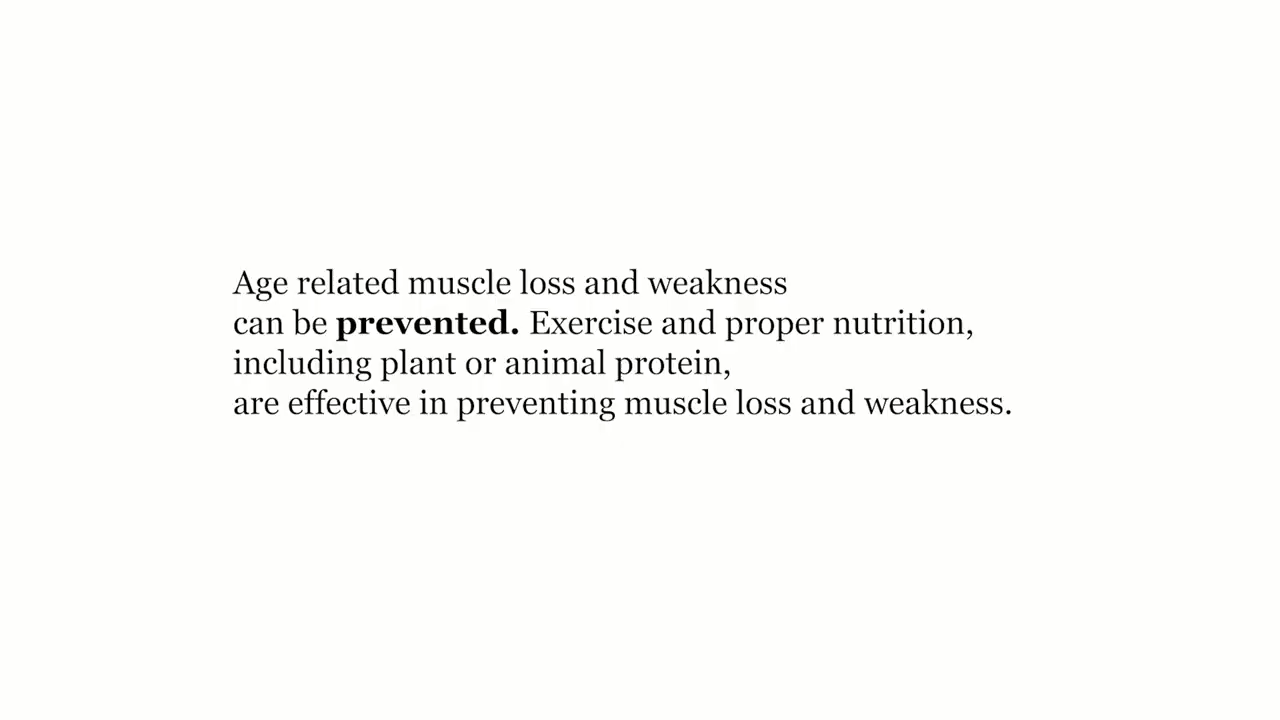 Age related muscle loss and weakness
can be prevented. Exercise and proper nutrition,
including plant or animal protein,
are effective in preventing muscle loss and weakness.